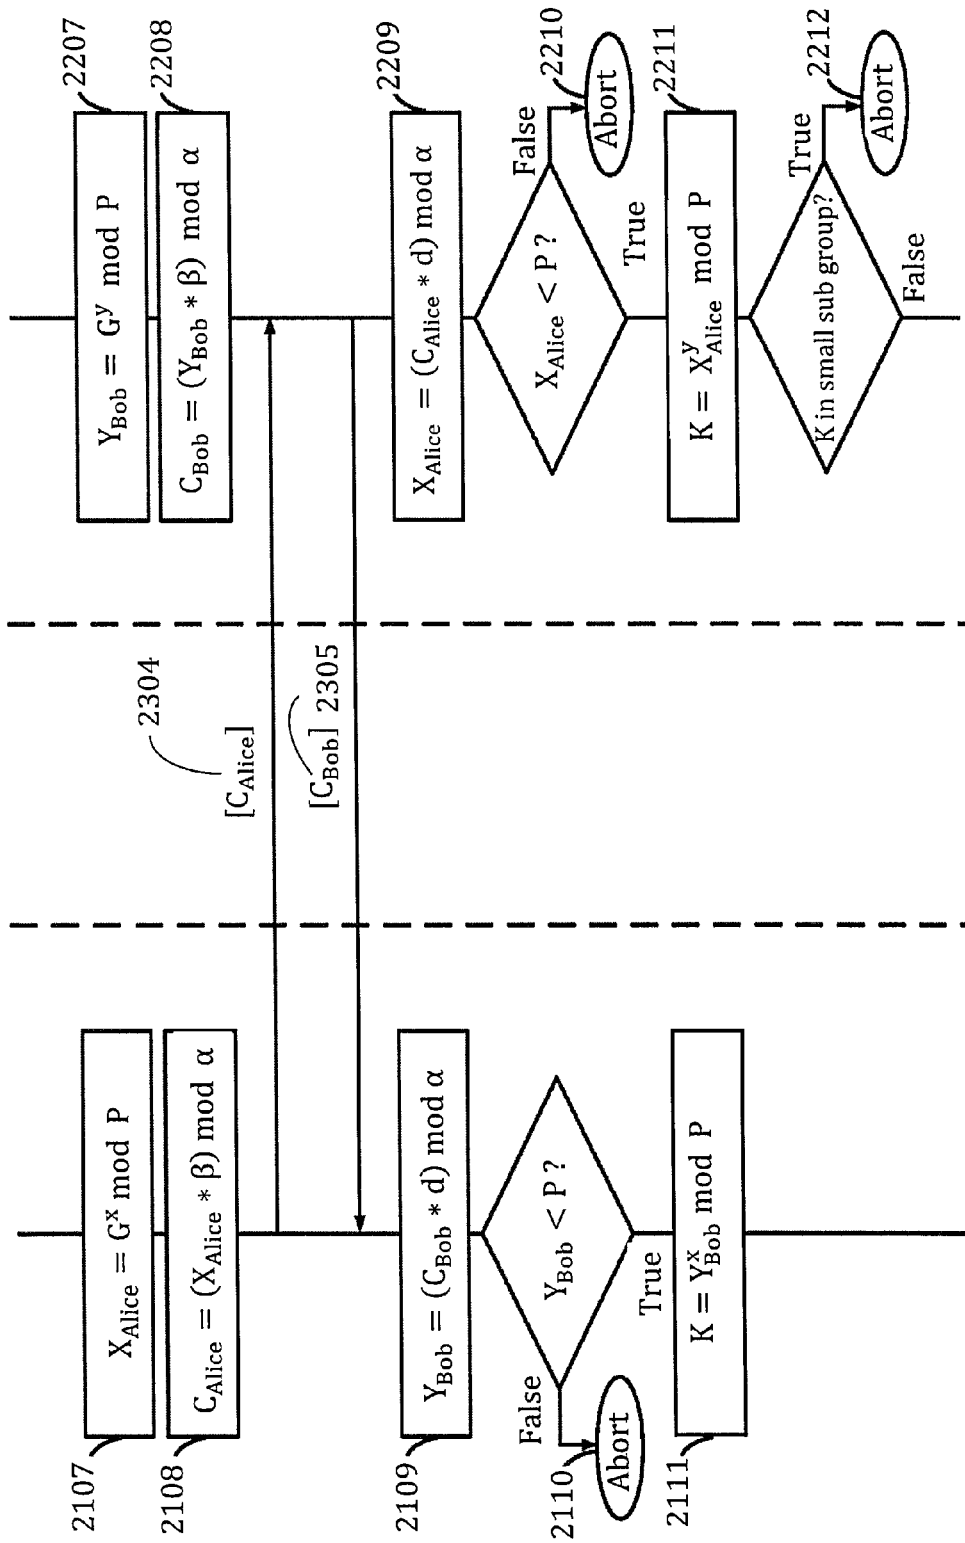 2107
X_Alice = G^x mod P
2108
C_Alice = (X_Alice * β) mod α
2304
[C_Alice]
[C_Bob] 2305
2109
Y_Bob = (C_Bob * d) mod α
Y_Bob < P ?
False
2110
Abort
True
2111
K = Y_Bob^x mod P
2207
Y_Bob = G^y mod P
2208
C_Bob = (Y_Bob * β) mod α
2209
X_Alice = (C_Alice * d) mod α
X_Alice < P ?
False
2210
Abort
True
2211
K = X_Alice^y mod P
K in small sub group?
True
2212
Abort
False